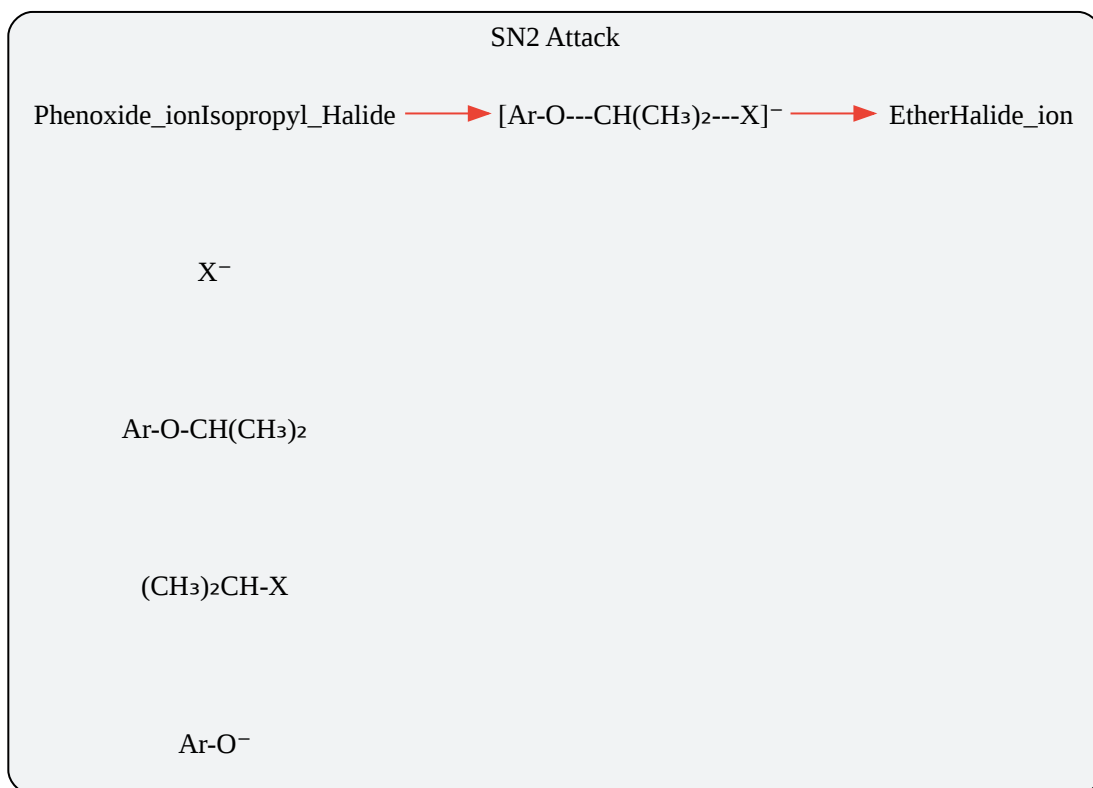 SN2 Attack
Phenoxide_ionIsopropyl_Halide [Ar-O---CH(CH₃)₂---X]⁻ EtherHalide_ion
X⁻
Ar-O-CH(CH₃)₂
(CH₃)₂CH-X
Ar-O⁻